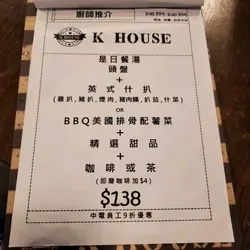 廚師推介
K HOUSE
是日餐湯
頭盤
+
英式什扒
(雞扒,豬扒,煙肉,豬肉腸,扒茄,什菜)
OR
BBQ美國排骨配薯菜
+
精選甜品
+
咖啡或茶
(即磨咖啡加$4)
$138
中電員工9折優惠